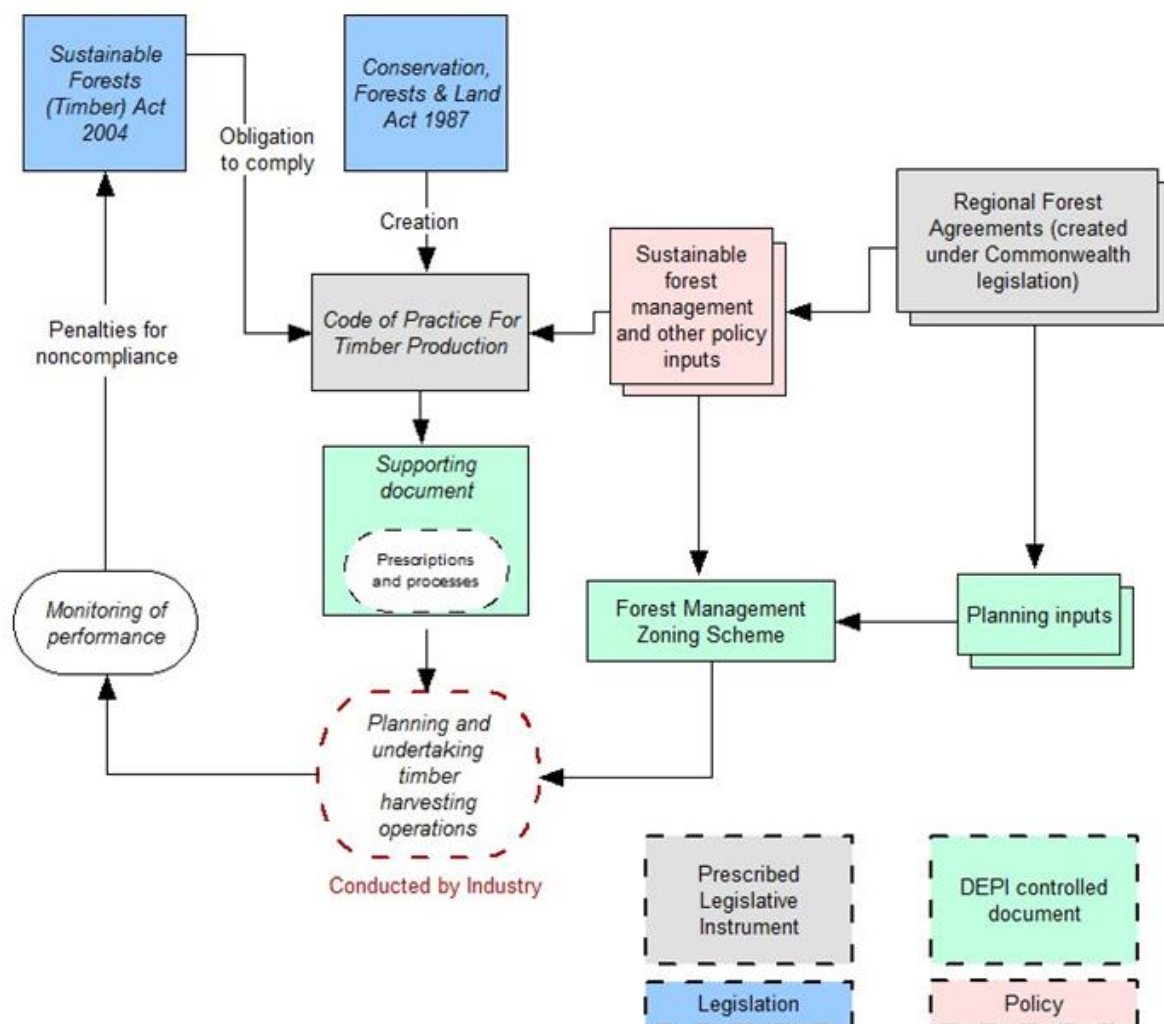 Sustainable
Forests
(Timber) Act
2004
Conservation,
Forests & Land
Act 1987
Obligation
to comply
Creation
Regional Forest
Agreements (created
under Commonwealth
legislation)
Sustainable
forest
management
and other policy
inputs
Code of Practice For
Timber Production
Penalties for
noncompliance
Supporting
document
Prescriptions
and processes
Monitoring of
performance
Forest Management
Zoning Scheme
Planning inputs
Planning and
undertaking
timber
harvesting
operations
Conducted by Industry
Prescribed
Legislative
Instrument
DEPI controlled
document
Legislation
Policy